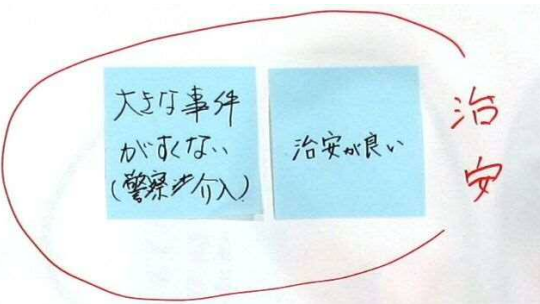 大きな事件
がすくない
(警察が介入)
治安が良い
治安